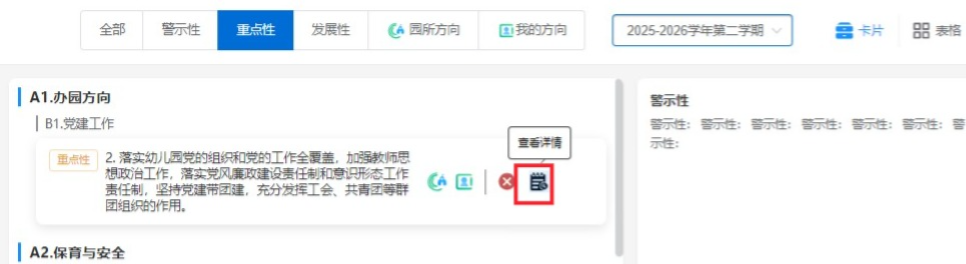 全部 警示性 重点性 发展性 园所方向 我的方向 2025-2026学年第二学期 卡片 表格
A1.办园方向
B1.党建工作
查看详情
重点性
2. 落实幼儿园党的组织和党的工作全覆盖，加强教师思
想政治工作，落实党风廉政建设责任制和意识形态工作
责任制，坚持党建带团建，充分发挥工会、共青团等群
团组织的作用。
A2.保育与安全
警示性
警示性： 警示性： 警示性： 警示性： 警示性： 警示性： 警
示性：